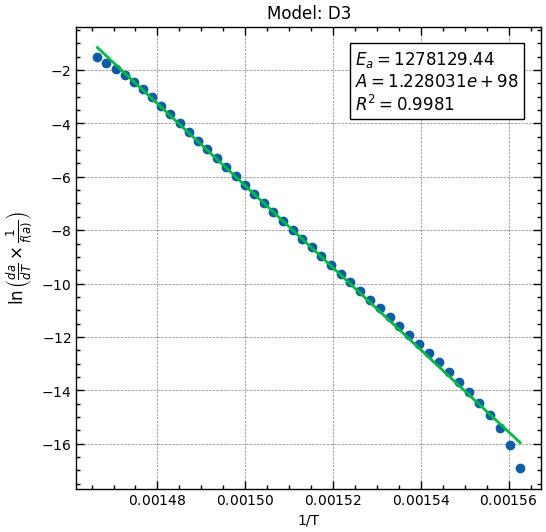 Model: D3
E_a = 1278129.44
A = 1.228031e + 98
R^2 = 0.9981
ln (da/dT × 1/f(a))
−2
−4
−6
−8
−10
−12
−14
−16
0.00148 0.00150 0.00152 0.00154 0.00156
1/T